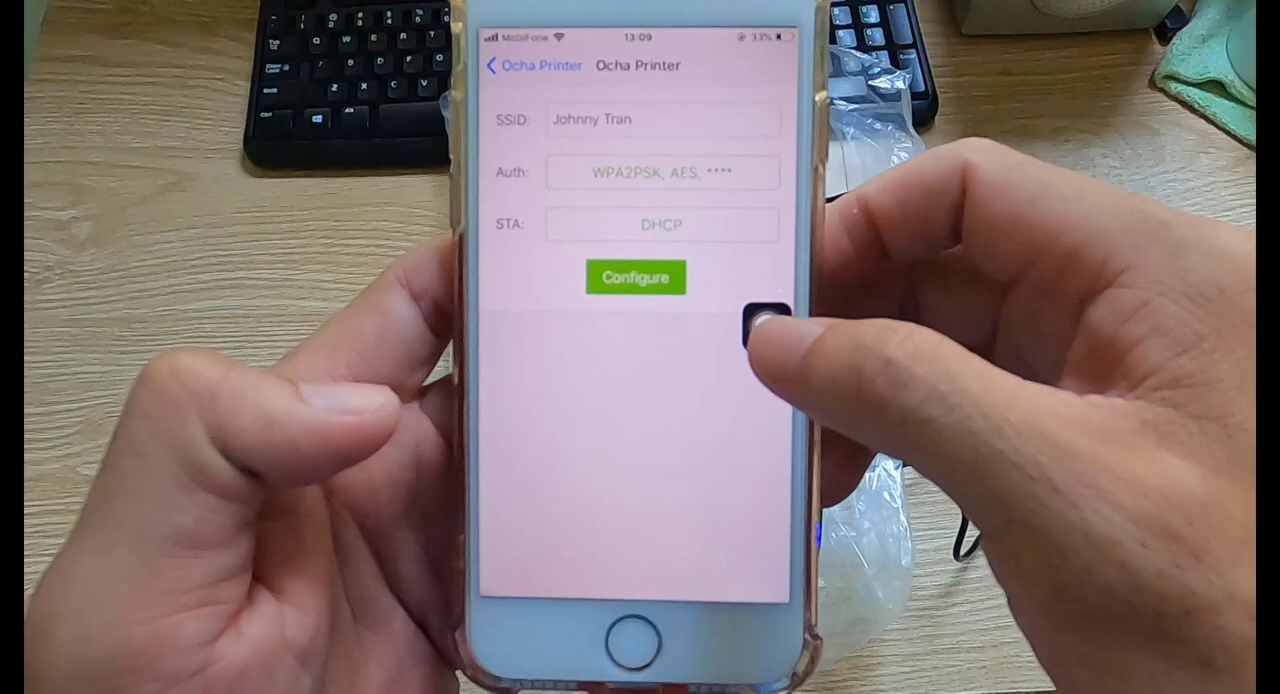 MobiFone 13:09 33%
Ocha Printer Ocha Printer
SSID: Johnny Tran
Auth: WPA2PSK, AES, ****
STA: DHCP
Configure